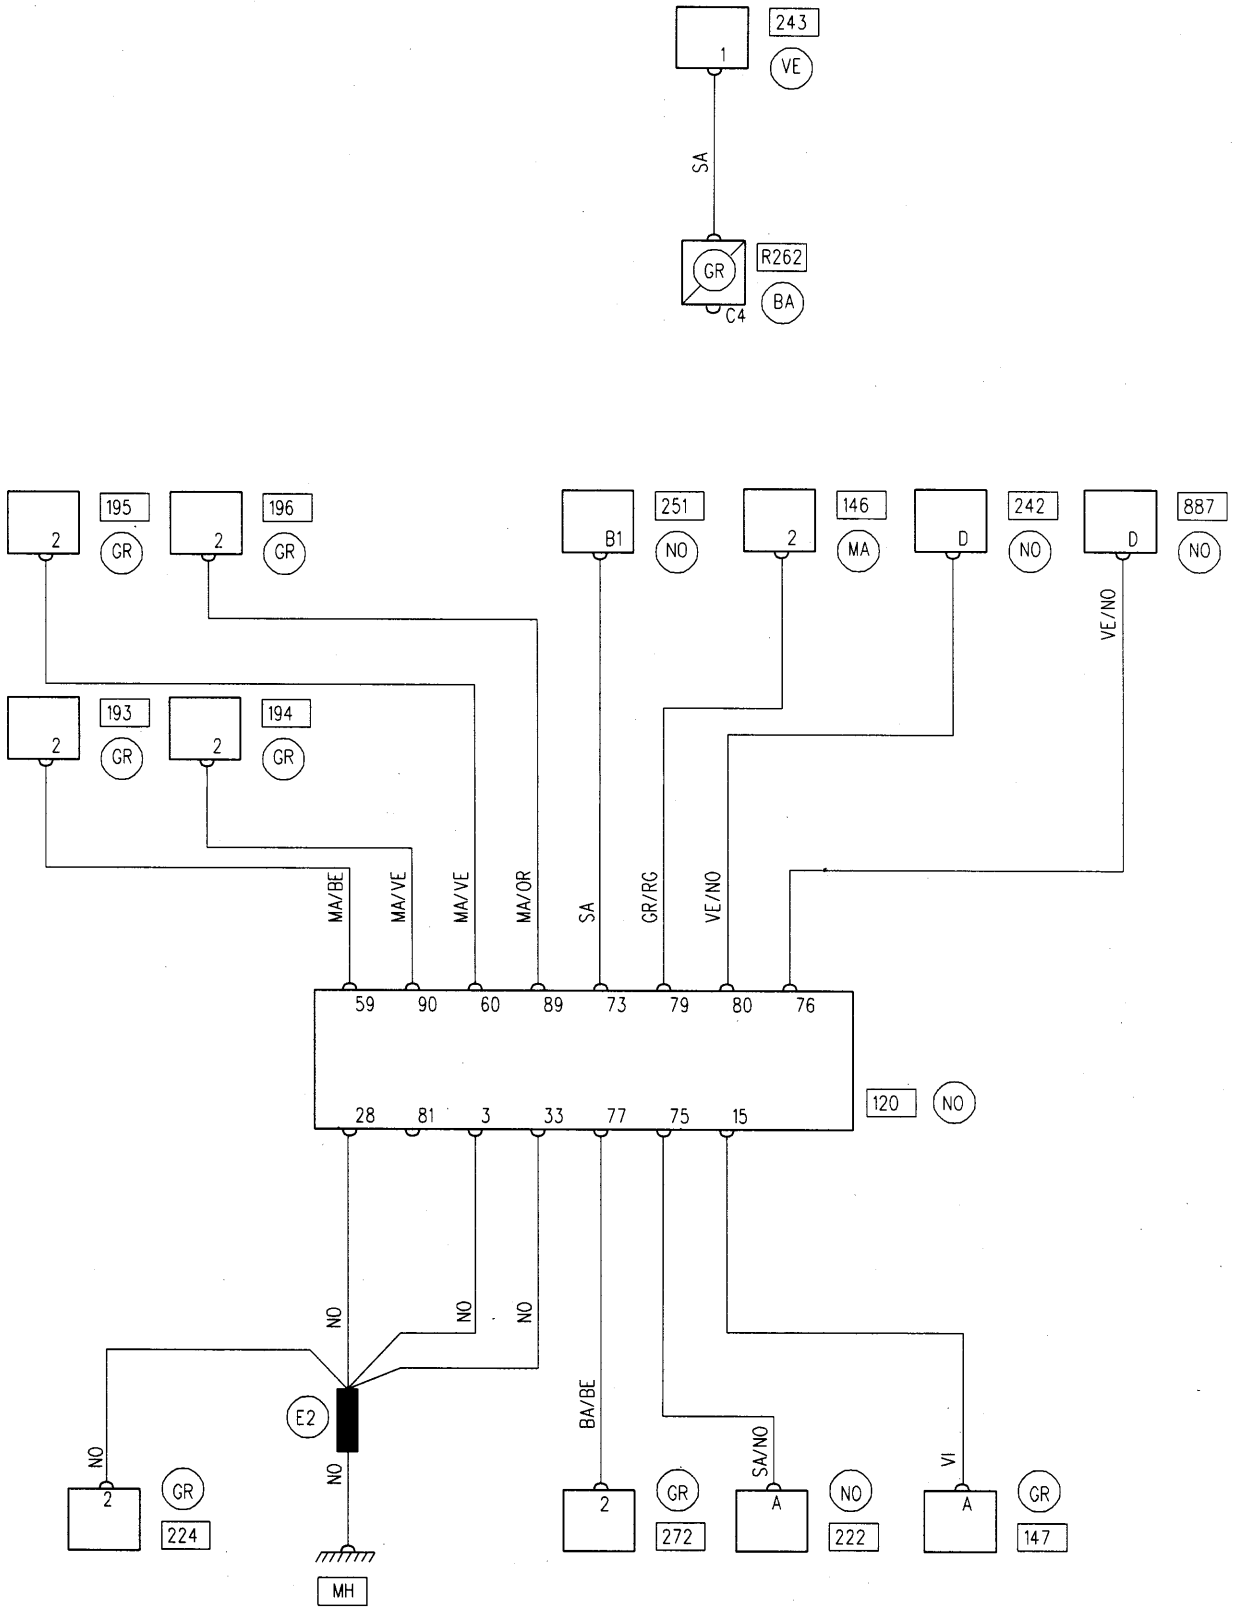 243
1
VE
SA
R262
GR
BA
C4
195 196 251 146 242 887
2 2 B1 2 D D
GR GR NO MA NO NO
VE/NO
193 194
2 2
GR GR
MA/BE MA/VE MA/VE MA/OR SA GR/RG VE/NO
59 90 60 89 73 79 80 76
120 NO
28 81 3 33 77 75 15
NO NO NO
E2
BA/BE
NO NO SA/NO VI
2 GR 2 GR A NO A GR
224 272 222 147
MH